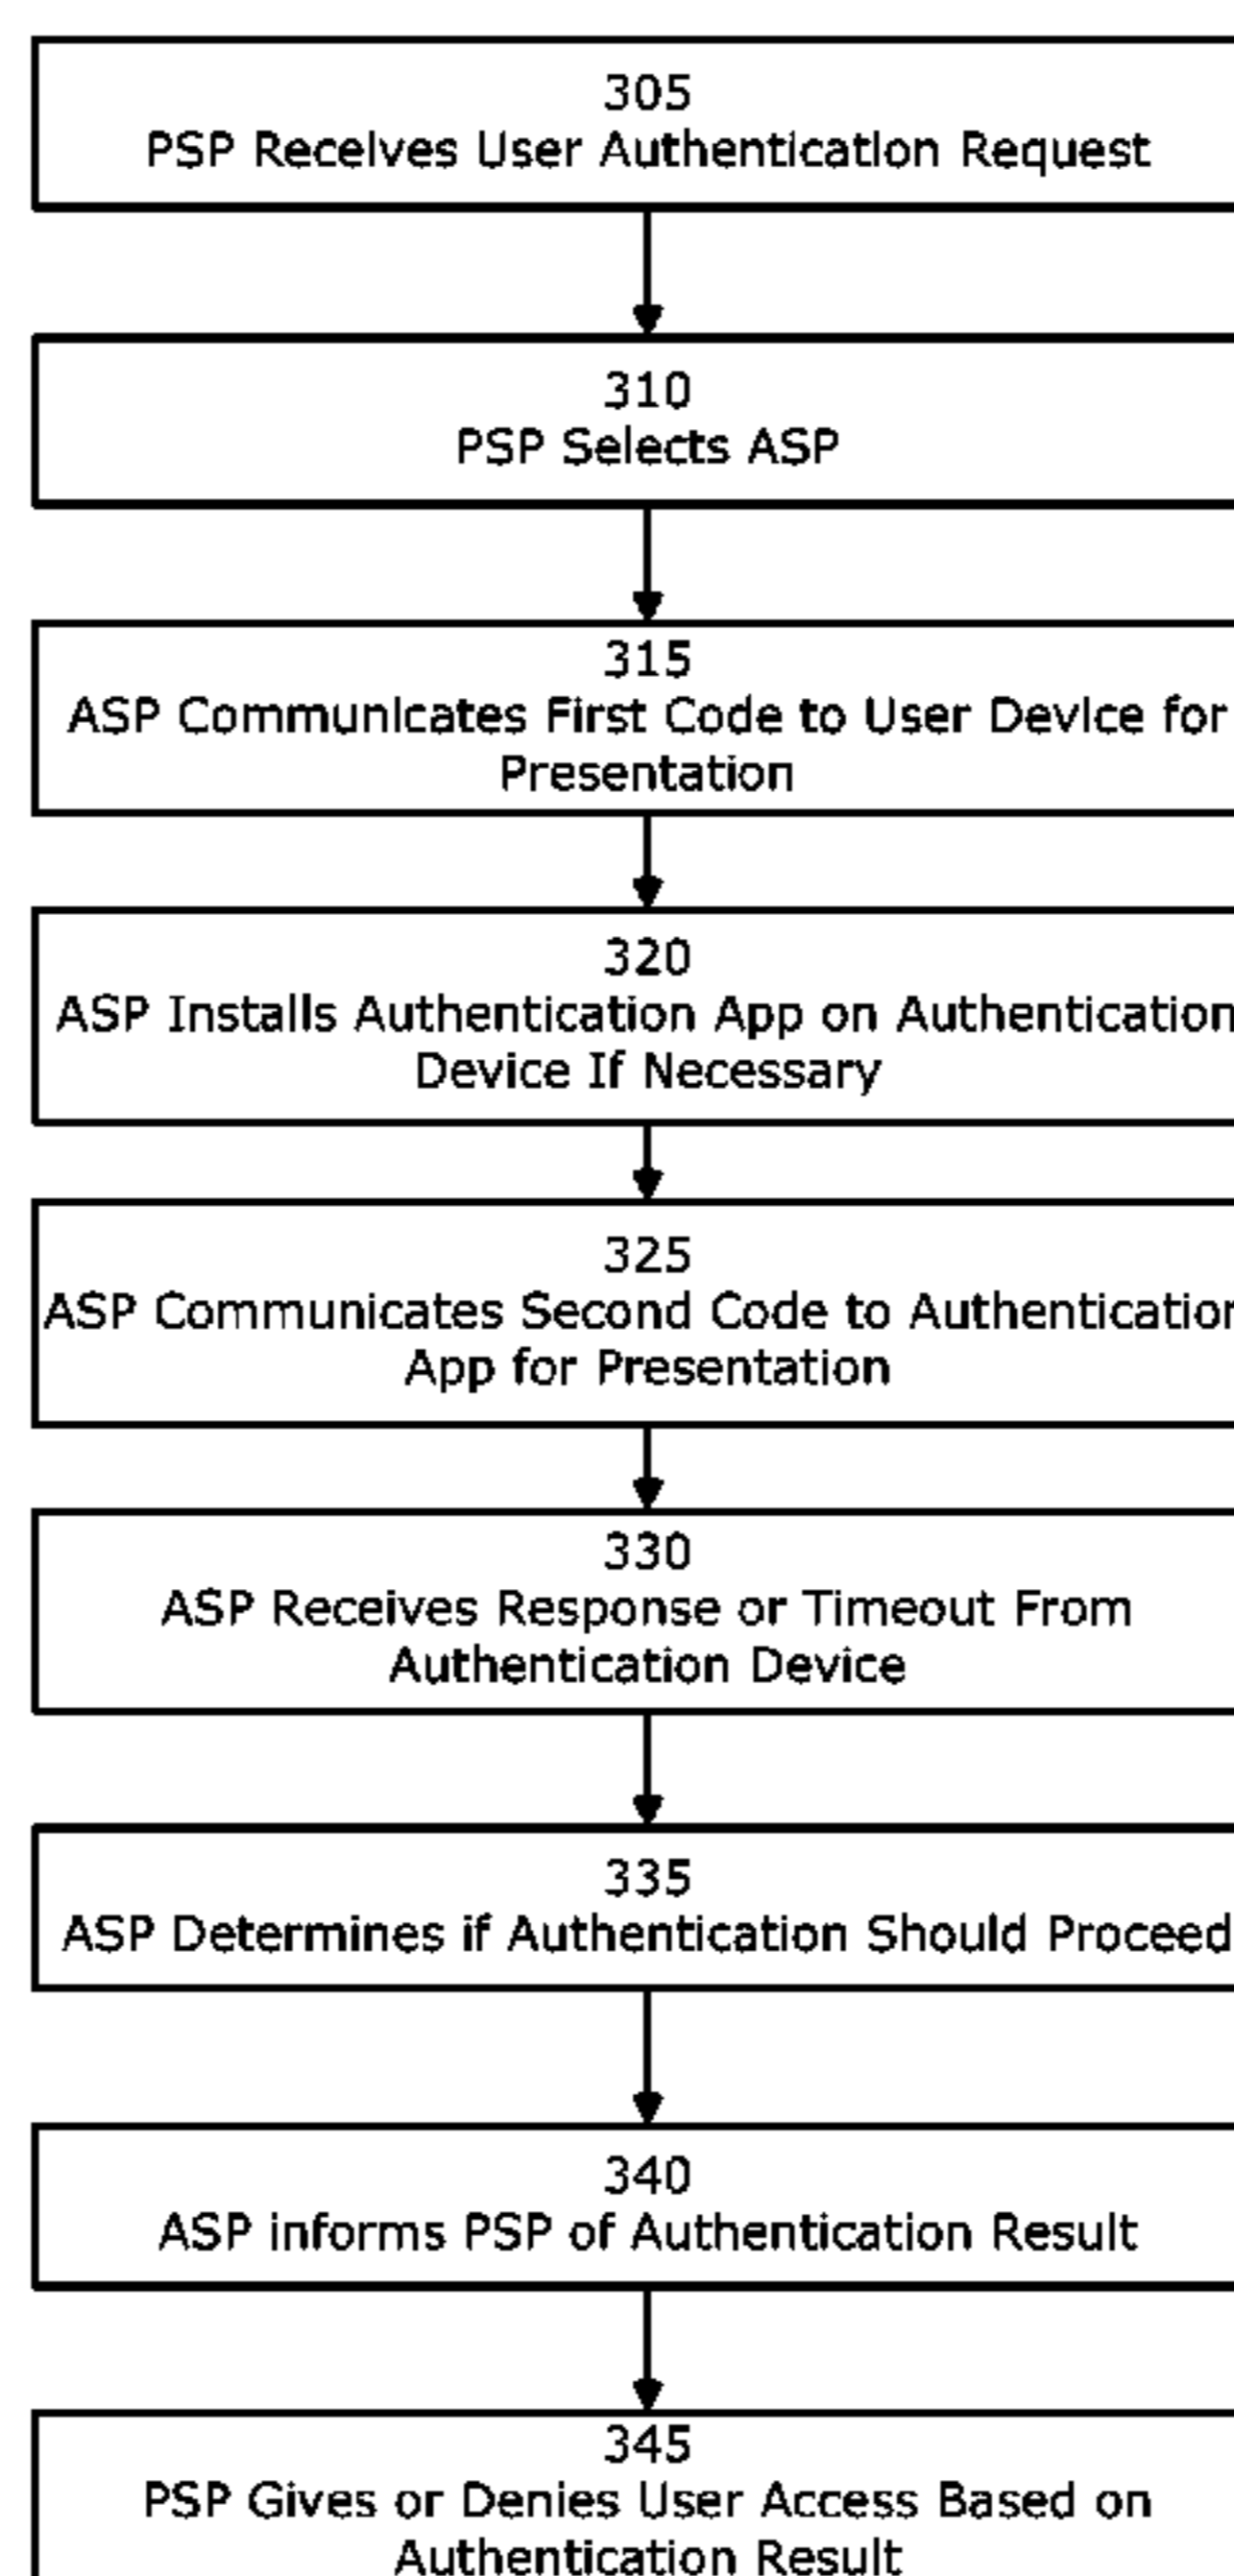 305
PSP Receives User Authentication Request
310
PSP Selects ASP
315
ASP Communicates First Code to User Device for
Presentation
320
ASP Installs Authentication App on Authentication
Device If Necessary
325
ASP Communicates Second Code to Authentication
App for Presentation
330
ASP Receives Response or Timeout From
Authentication Device
335
ASP Determines if Authentication Should Proceed
340
ASP informs PSP of Authentication Result
345
PSP Gives or Denies User Access Based on
Authentication Result